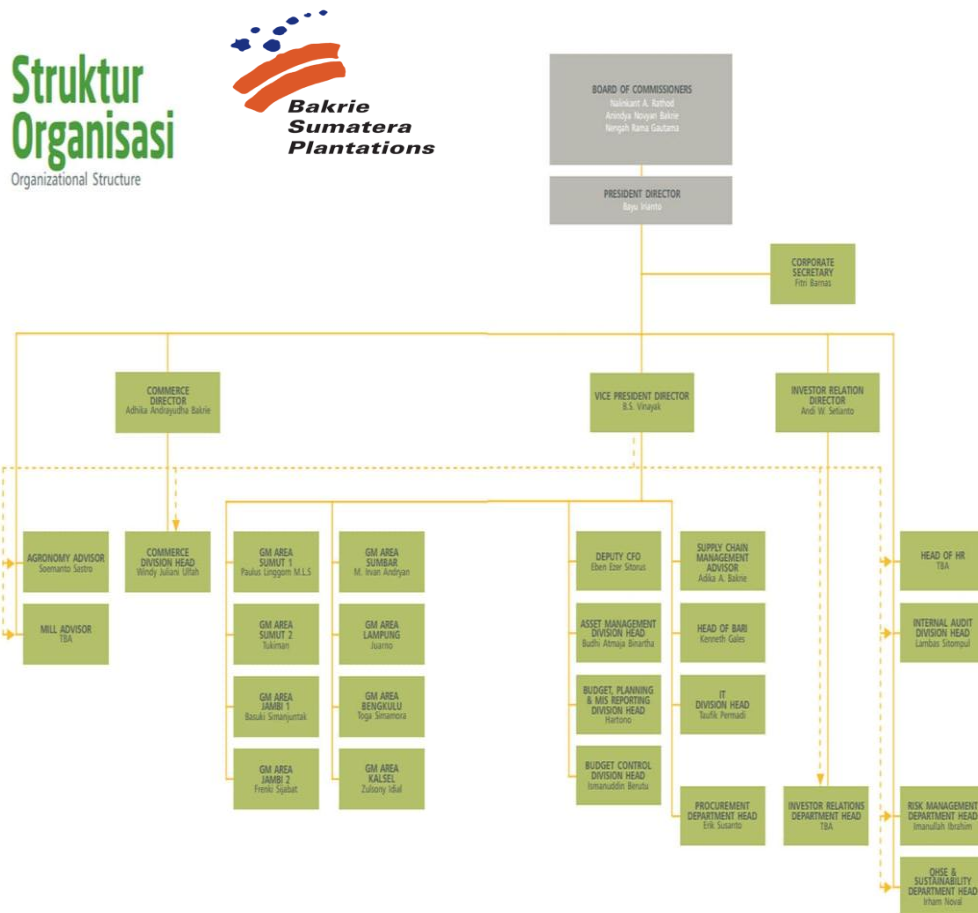 Struktur
Organisasi
Organizational Structure
Bakrie
Sumatera
Plantations
BOARD OF COMMISSIONERS
Nalinkant A. Rathod
Anindya Novyan Bakrie
Nengah Rama Gautama
PRESIDENT DIRECTOR
Bayu Irianto
CORPORATE
SECRETARY
Fitri Barnas
COMMERCE
DIRECTOR
Adhika Andrayudha Bakrie
VICE PRESIDENT DIRECTOR
B.S. Vinayak
INVESTOR RELATION
DIRECTOR
Andi W. Setianto
AGRONOMY ADVISOR
Soemanto Sastro
MILL ADVISOR
TBA
COMMERCE
DIVISION HEAD
Windy Juliani Ulfah
GM AREA
SUMUT 1
Paulus Linggom M.L.S
GM AREA
SUMUT 2
Tukiman
GM AREA
JAMBI 1
Basuki Simanjuntak
GM AREA
JAMBI 2
Frenki Sijabat
GM AREA
SUMBAR
M. Irvan Andryan
GM AREA
LAMPUNG
Juarno
GM AREA
BENGKULU
Toga Simamora
GM AREA
KALSEL
Zulsony Idial
DEPUTY CFO
Eben Ezer Sitorus
ASSET MANAGEMENT
DIVISION HEAD
Budhi Atmaja Binartha
BUDGET, PLANNING
& MIS REPORTING
DIVISION HEAD
Hartono
BUDGET CONTROL
DIVISION HEAD
Ismanuddin Berutu
SUPPLY CHAIN
MANAGEMENT
ADVISOR
Adika A. Bakrie
HEAD OF BARI
Kenneth Gales
IT
DIVISION HEAD
Taufik Permadi
PROCUREMENT
DEPARTMENT HEAD
Erik Susanto
INVESTOR RELATIONS
DEPARTMENT HEAD
TBA
HEAD OF HR
TBA
INTERNAL AUDIT
DIVISION HEAD
Lambas Sitompul
RISK MANAGEMENT
DEPARTMENT HEAD
Imanullah Ibrahim
QHSE &
SUSTAINABILITY
DEPARTMENT HEAD
Irham Noval